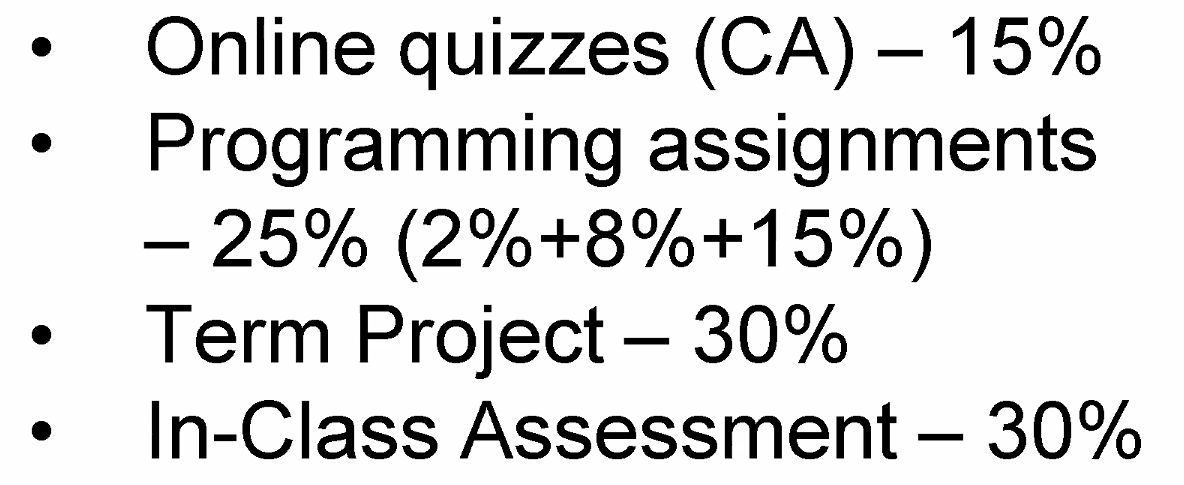 • Online quizzes (CA) – 15%
• Programming assignments
– 25% (2%+8%+15%)
• Term Project – 30%
• In-Class Assessment – 30%